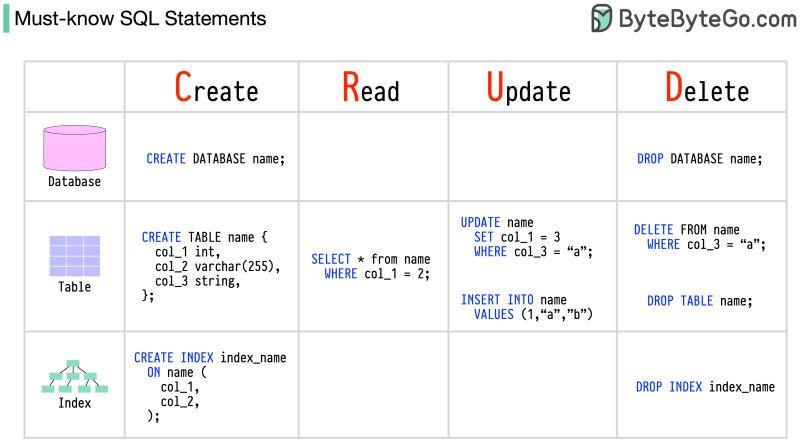 Must-know SQL Statements
ByteByteGo.com
Create Read Update Delete
Database
CREATE DATABASE name;
DROP DATABASE name;
Table
CREATE TABLE name {
col_1 int,
col_2 varchar(255),
col_3 string,
};
SELECT * from name
WHERE col_1 = 2;
UPDATE name
SET col_1 = 3
WHERE col_3 = “a”;
INSERT INTO name
VALUES (1,“a”,”b”)
DELETE FROM name
WHERE col_3 = “a”;
DROP TABLE name;
Index
CREATE INDEX index_name
ON name (
col_1,
col_2,
);
DROP INDEX index_name